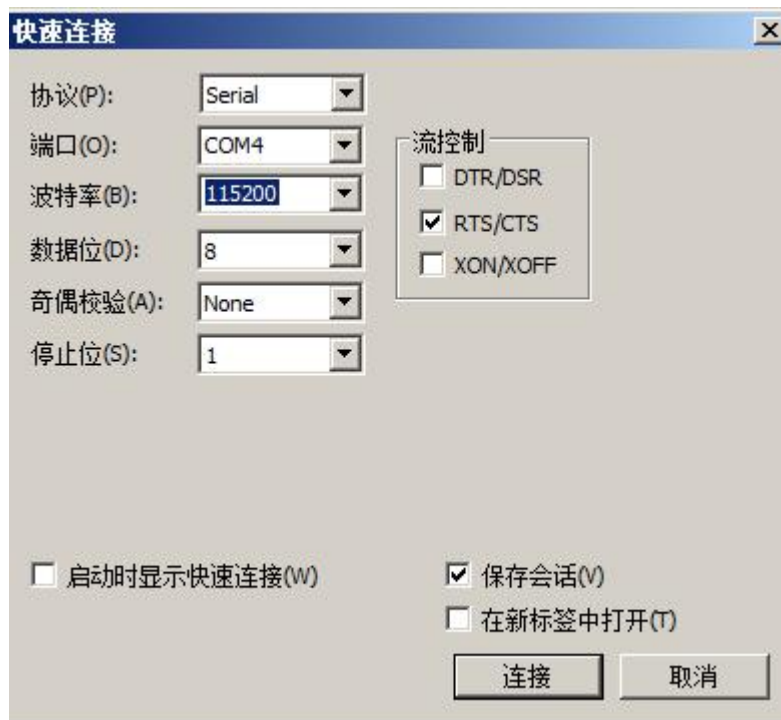 快速连接
协议(P): Serial
端口(O): COM4
流控制
DTR/DSR
波特率(B): 115200
RTS/CTS
数据位(D): 8
XON/XOFF
奇偶校验(A): None
停止位(S): 1
启动时显示快速连接(W)
保存会话(V)
在新标签中打开(T)
连接 取消